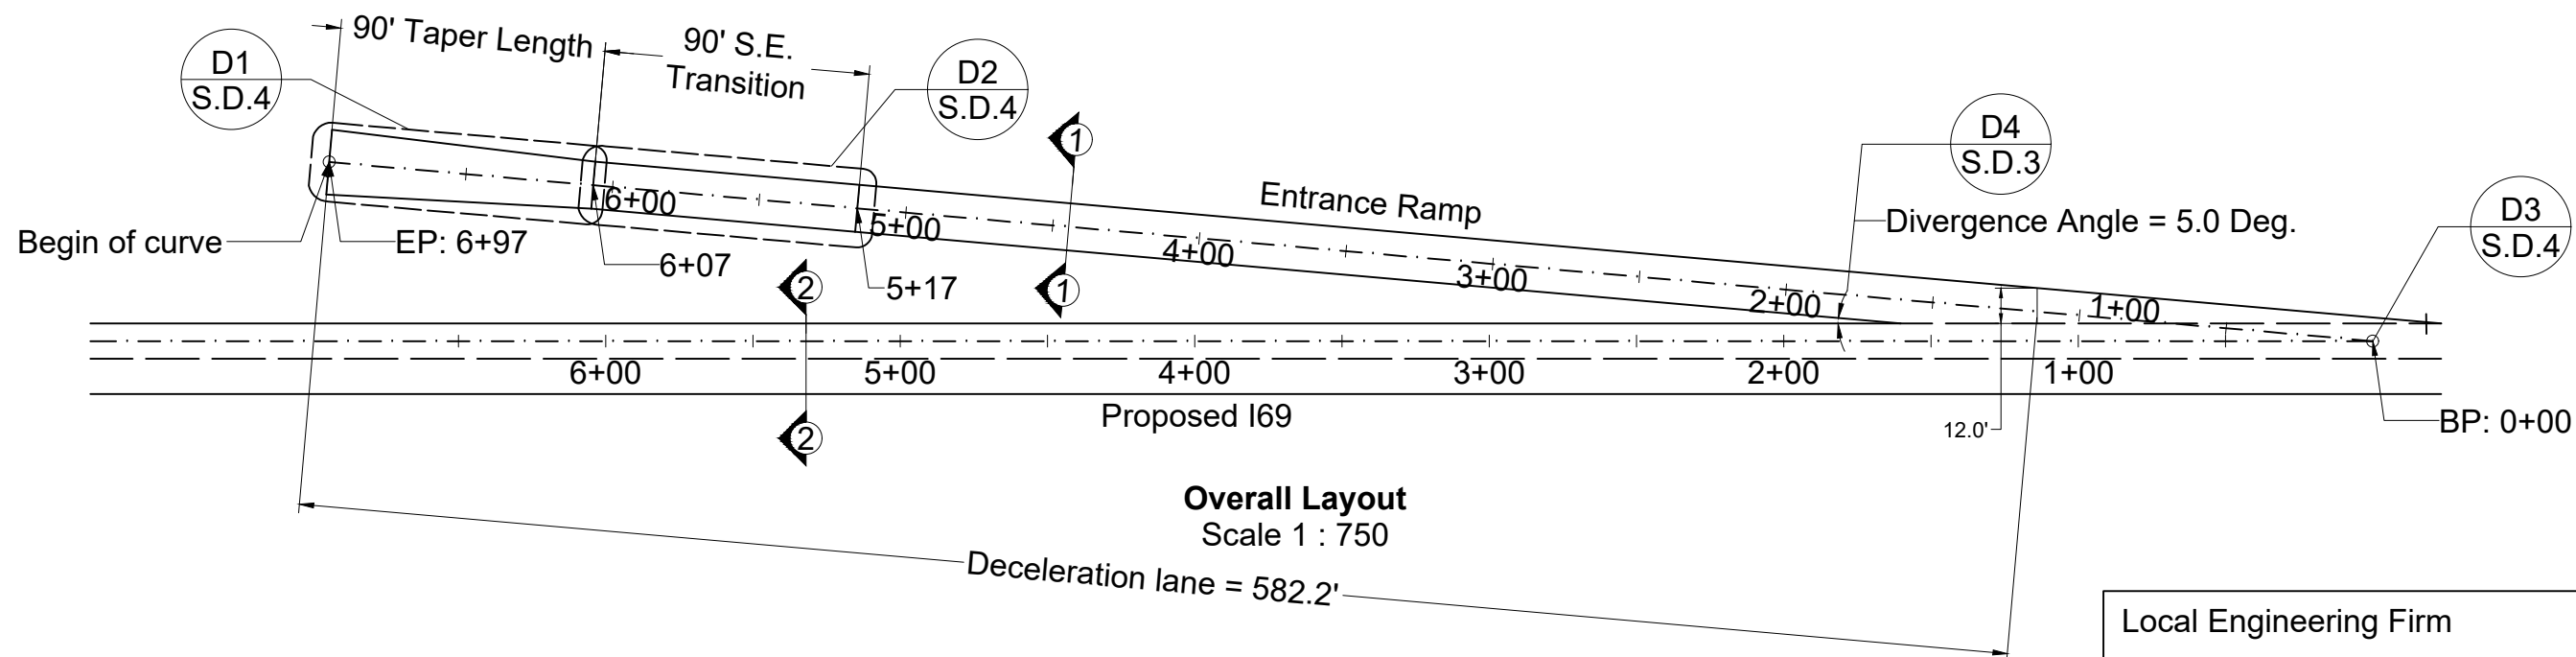 90' Taper Length
90' S.E.
Transition
D1
S.D.4
D2
S.D.4
D4
S.D.3
D3
S.D.4
1
Entrance Ramp
Divergence Angle = 5.0 Deg.
Begin of curve
EP: 6+97
6+07
5+17
6+00
5+00
4+00
3+00
2+00
1+00
2
1
6+00
5+00
4+00
3+00
2+00
1+00
2
Proposed I69
12.0'
BP: 0+00
Overall Layout
Scale 1 : 750
Deceleration lane = 582.2'
Local Engineering Firm